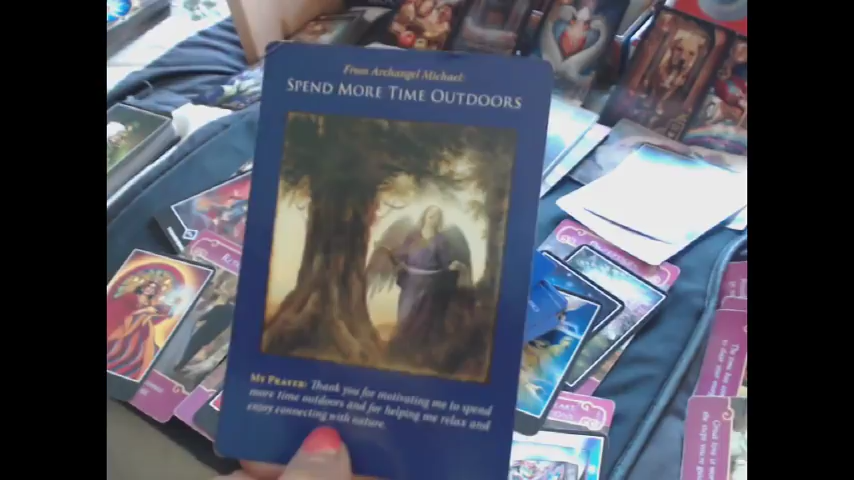 From Archangel Michael:
SPEND MORE TIME OUTDOORS
MY PRAYER: Thank you for motivating me to spend
more time outdoors and for helping me relax and
enjoy connecting with nature.